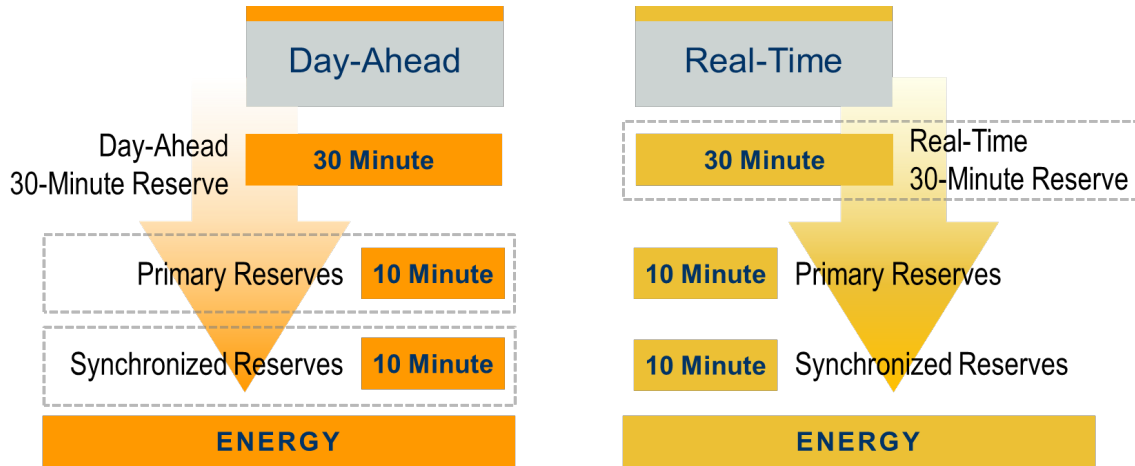 Day-Ahead
Day-Ahead
30-Minute Reserve
30 Minute
Primary Reserves
10 Minute
Synchronized Reserves
10 Minute
ENERGY
Real-Time
30 Minute
Real-Time
30-Minute Reserve
10 Minute
Primary Reserves
10 Minute
Synchronized Reserves
ENERGY